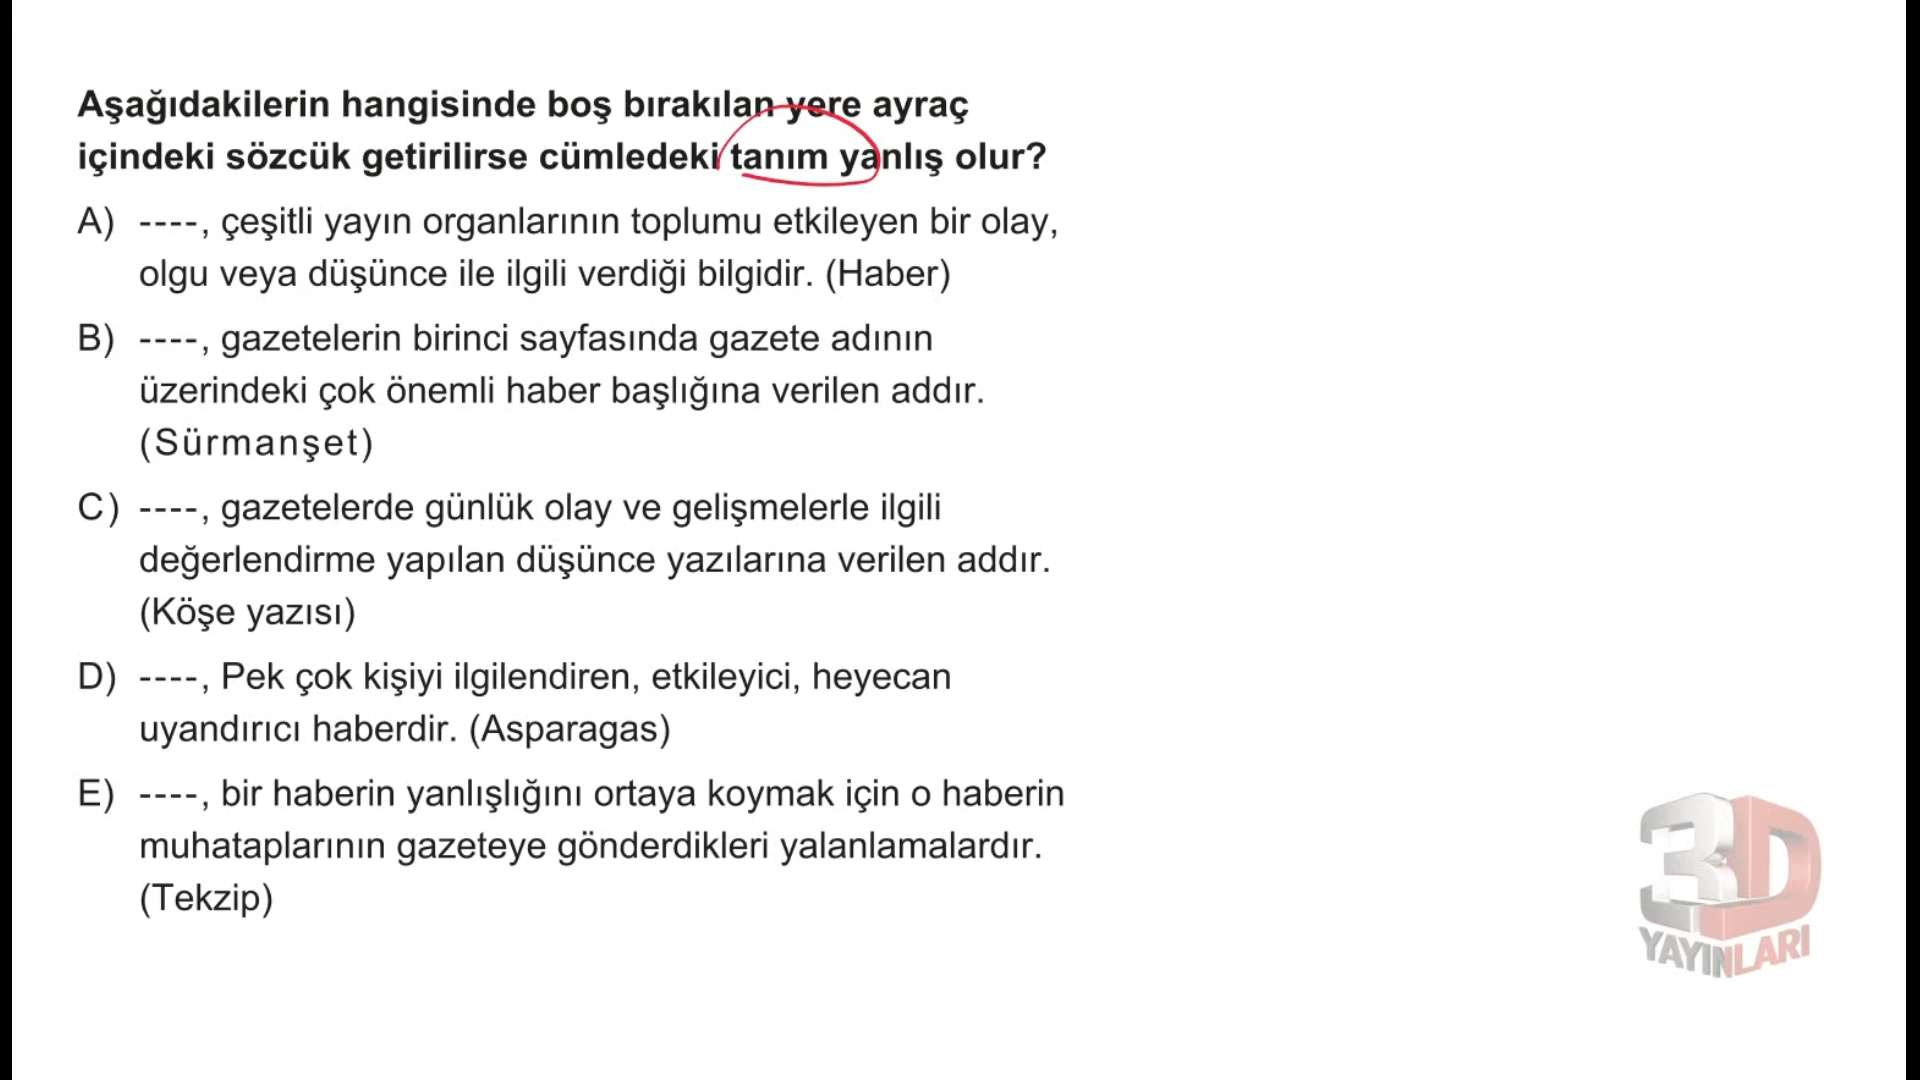 Aşağıdakilerin hangisinde boş bırakılan yere ayraç
içindeki sözcük getirilirse cümledeki tanım yanlış olur?
A) ----, çeşitli yayın organlarının toplumu etkileyen bir olay,
olgu veya düşünce ile ilgili verdiği bilgidir. (Haber)
B) ----, gazetelerin birinci sayfasında gazete adının
üzerindeki çok önemli haber başlığına verilen addır.
(Sürmanşet)
C) ----, gazetelerde günlük olay ve gelişmelerle ilgili
değerlendirme yapılan düşünce yazılarına verilen addır.
(Köşe yazısı)
D) ----, Pek çok kişiyi ilgilendiren, etkileyici, heyecan
uyandırıcı haberdir. (Asparagas)
E) ----, bir haberin yanlışlığını ortaya koymak için o haberin
muhataplarının gazeteye gönderdikleri yalanlamalardır.
(Tekzip)
3D
YAYINLARI